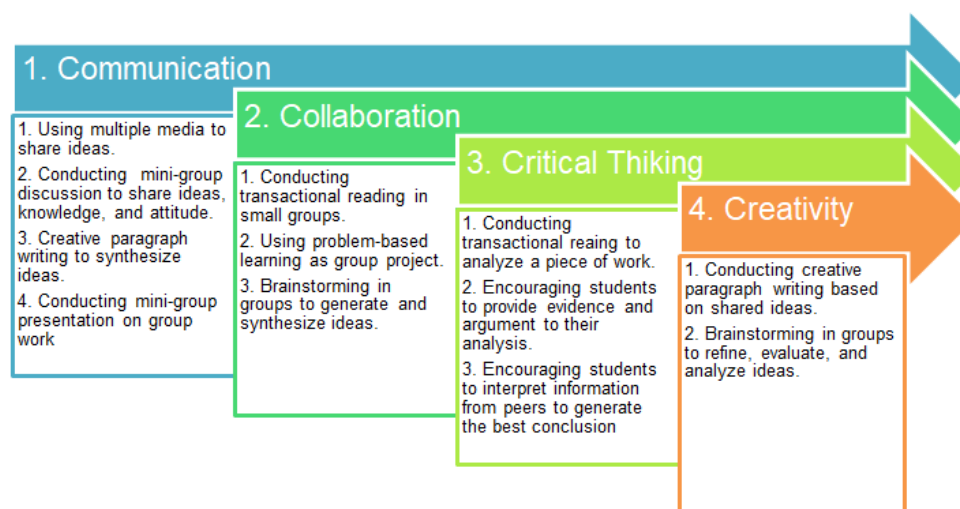 1. Communication
1. Using multiple media to
share ideas.
2. Conducting mini-group
discussion to share ideas,
knowledge, and attitude.
3. Creative paragraph
writing to synthesize
ideas.
4. Conducting mini-group
presentation on group
work
2. Collaboration
1. Conducting
transactional reading in
small groups.
2. Using problem-based
learning as group project.
3. Brainstorming in
groups to generate and
synthesize ideas.
3. Critical Thiking
1. Conducting
transactional reaing to
analyze a piece of work.
2. Encouraging students
to provide evidence and
argument to their
analysis.
3. Encouraging students
to interpret information
from peers to generate
the best conclusion
4. Creativity
1. Conducting creative
paragraph writing based
on shared ideas.
2. Brainstorming in groups
to refine, evaluate, and
analyze ideas.